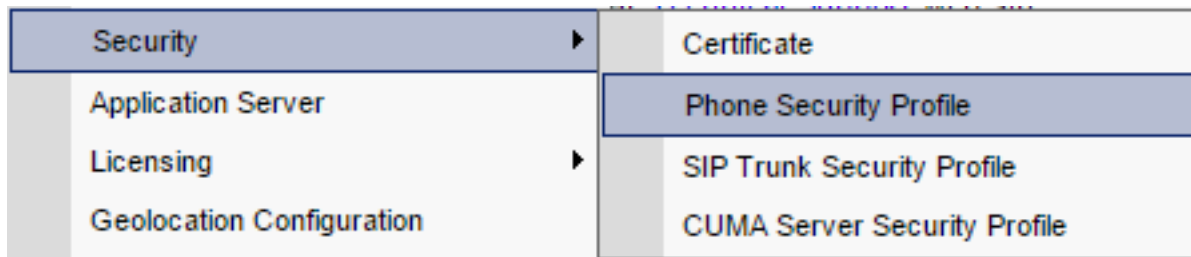 Security
Application Server
Licensing
Geolocation Configuration
Certificate
Phone Security Profile
SIP Trunk Security Profile
CUMA Server Security Profile